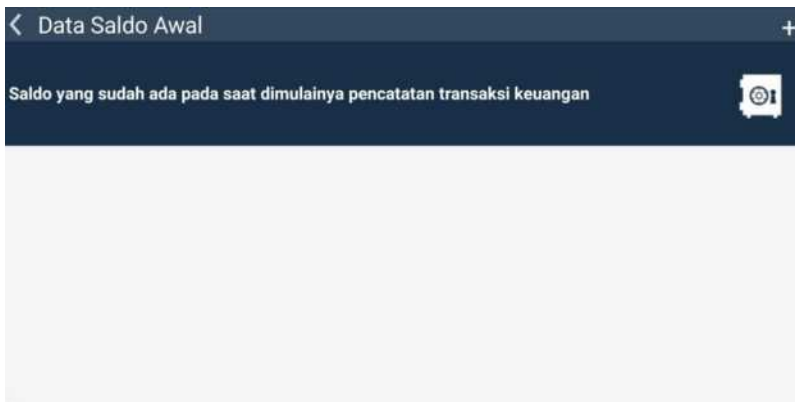 Data Saldo Awal
Saldo yang sudah ada pada saat dimulainya pencatatan transaksi keuangan